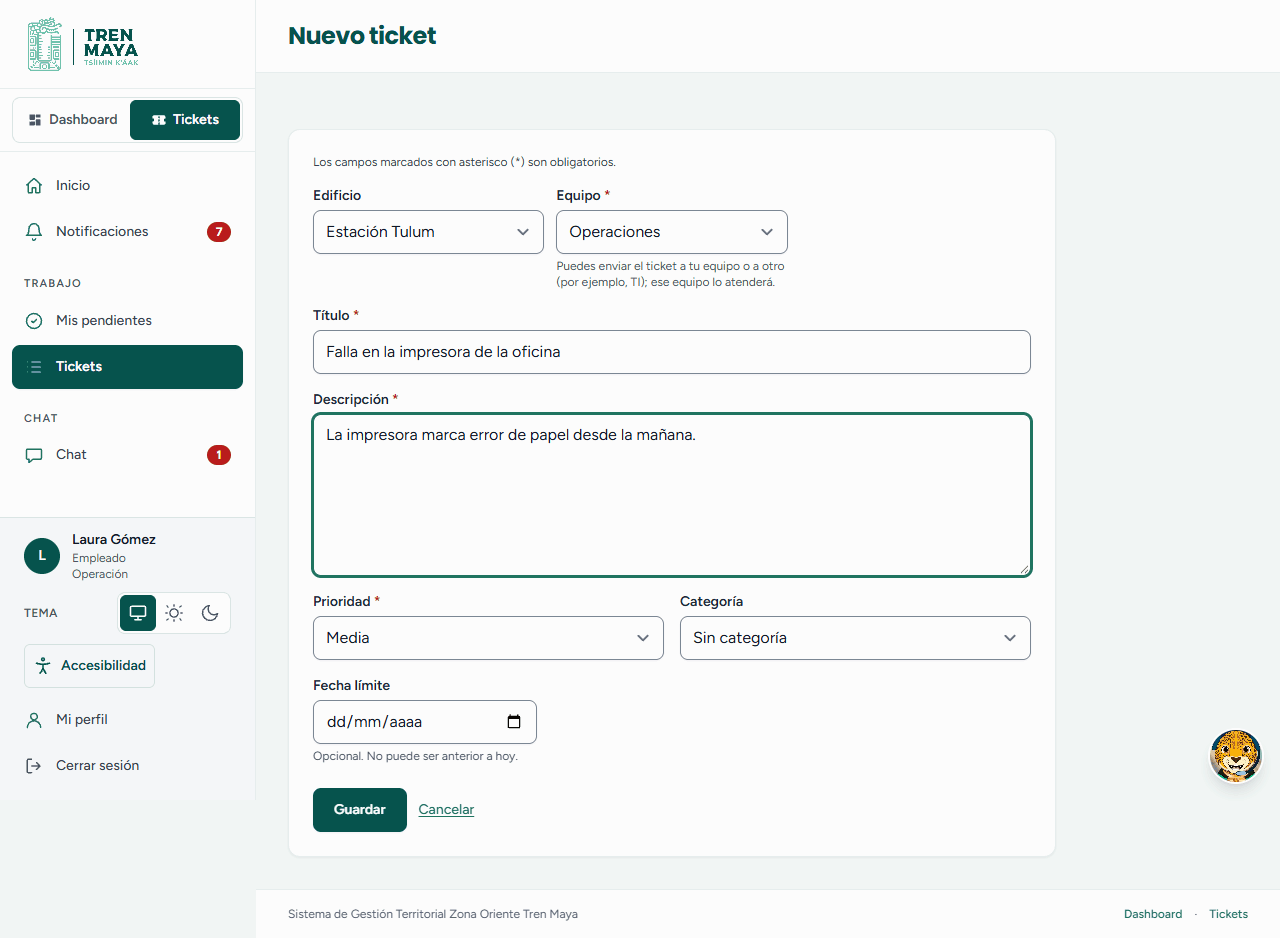 TREN
MAYA
TSÍIMIN K'ÁAK
Nuevo ticket
Dashboard
Tickets
Inicio
Notificaciones
7
TRABAJO
Mis pendientes
Tickets
CHAT
Chat
1
L
Laura Gómez
Empleado
Operación
TEMA
Accesibilidad
Mi perfil
Cerrar sesión
Los campos marcados con asterisco (*) son obligatorios.
Edificio
Equipo *
Estación Tulum
Operaciones
Puedes enviar el ticket a tu equipo o a otro
(por ejemplo, TI); ese equipo lo atenderá.
Título *
Falla en la impresora de la oficina
Descripción *
La impresora marca error de papel desde la mañana.
Prioridad *
Categoría
Media
Sin categoría
Fecha límite
dd/mm/aaaa
Opcional. No puede ser anterior a hoy.
Guardar
Cancelar
Sistema de Gestión Territorial Zona Oriente Tren Maya
Dashboard · Tickets